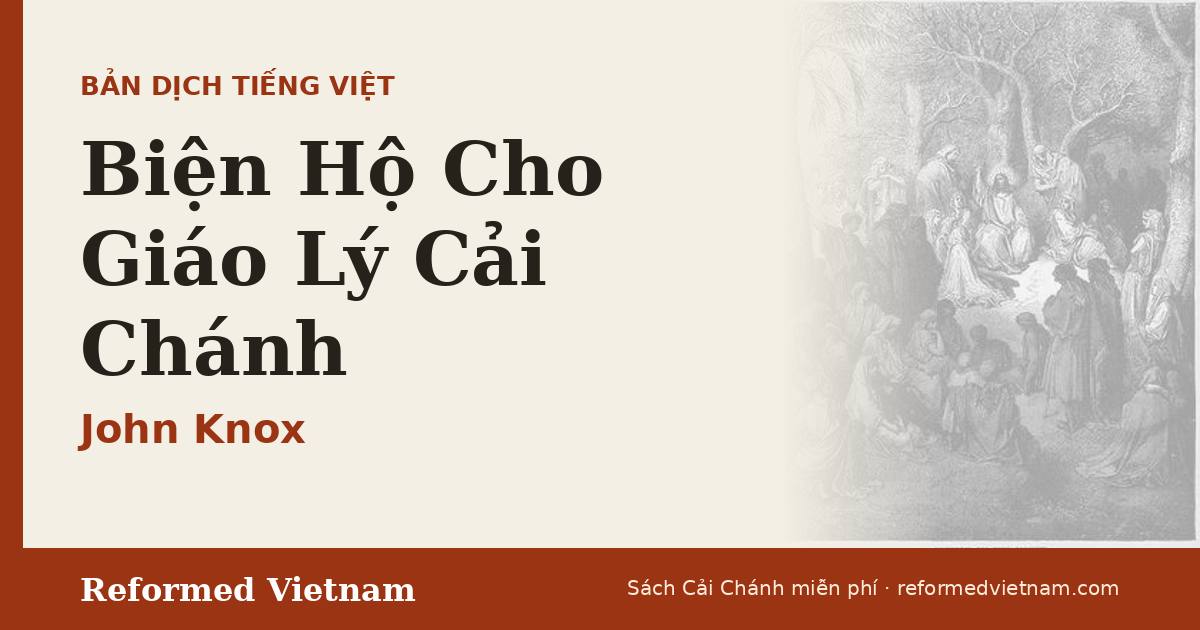 BẢN DỊCH TIẾNG VIỆT
Biện Hộ Cho
Giáo Lý Cải
Chánh
John Knox
Reformed Vietnam
Sách Cải Chánh miễn phí · reformedvietnam.com